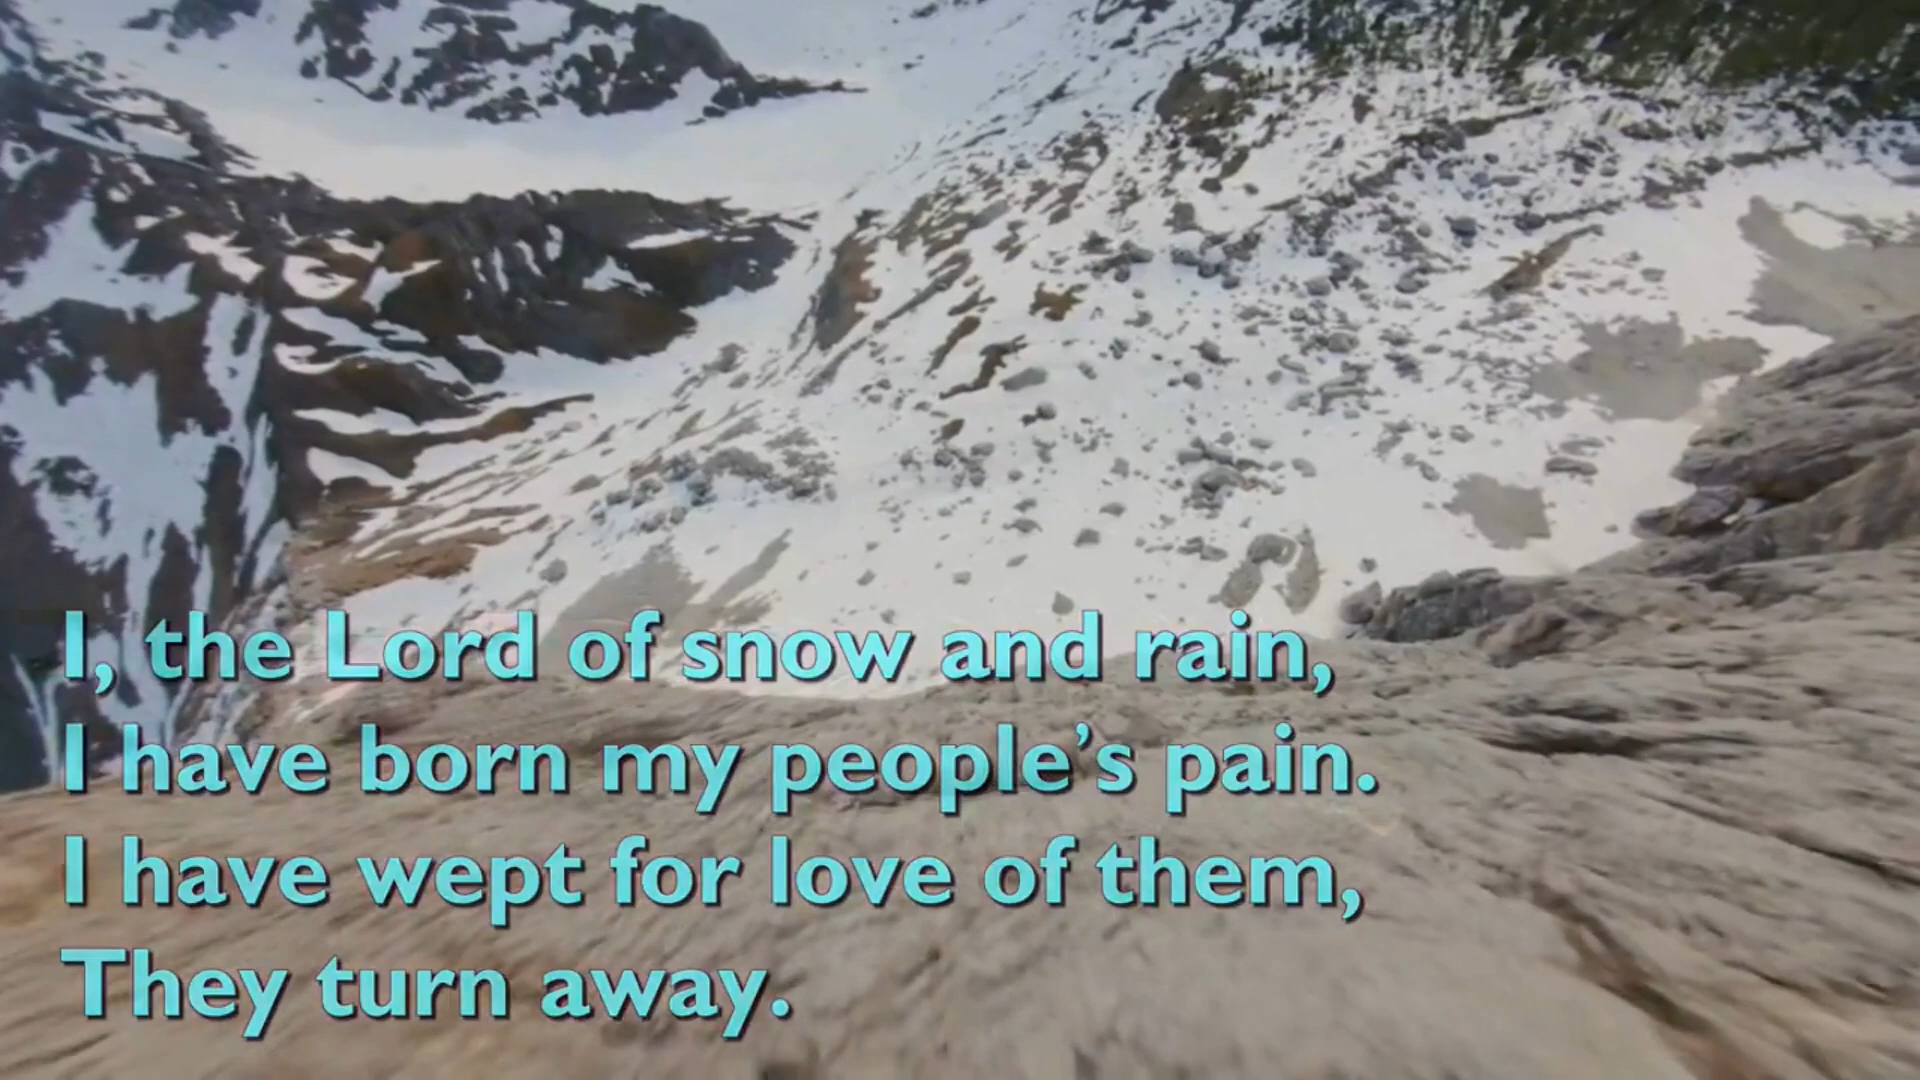 I, the Lord of snow and rain,
I have born my people’s pain.
I have wept for love of them,
They turn away.